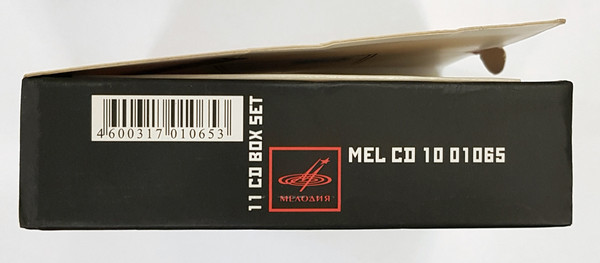 4600317010653
11 CD BOX SET
МЕЛОДИЯ
MEL CD 10 01065